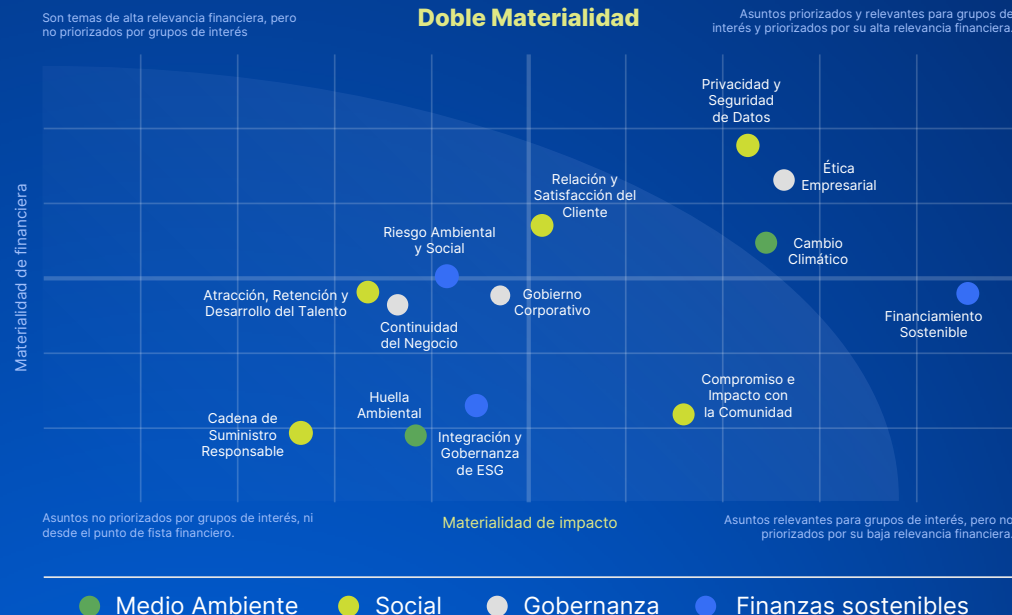 Son temas de alta relevancia financiera, pero
no priorizados por grupos de interés
Doble Materialidad
Asuntos priorizados y relevantes para grupos de
interés y priorizados por su alta relevancia financiera.
Privacidad y
Seguridad
de Datos
Ética
Empresarial
Relación y
Satisfacción del
Cliente
Riesgo Ambiental
y Social
Cambio
Climático
Materialidad de financiera
Atracción, Retención y
Desarrollo del Talento
Continuidad
del Negocio
Gobierno
Corporativo
Financiamiento
Sostenible
Compromiso e
Impacto con
la Comunidad
Huella
Ambiental
Cadena de
Suministro
Responsable
Integración y
Gobernanza
de ESG
Asuntos no priorizados por grupos de interés, ni
desde el punto de fista financiero.
Materialidad de impacto
Asuntos relevantes para grupos de interés, pero no
priorizados por su baja relevancia financiera.
Medio Ambiente
Social
Gobernanza
Finanzas sostenibles